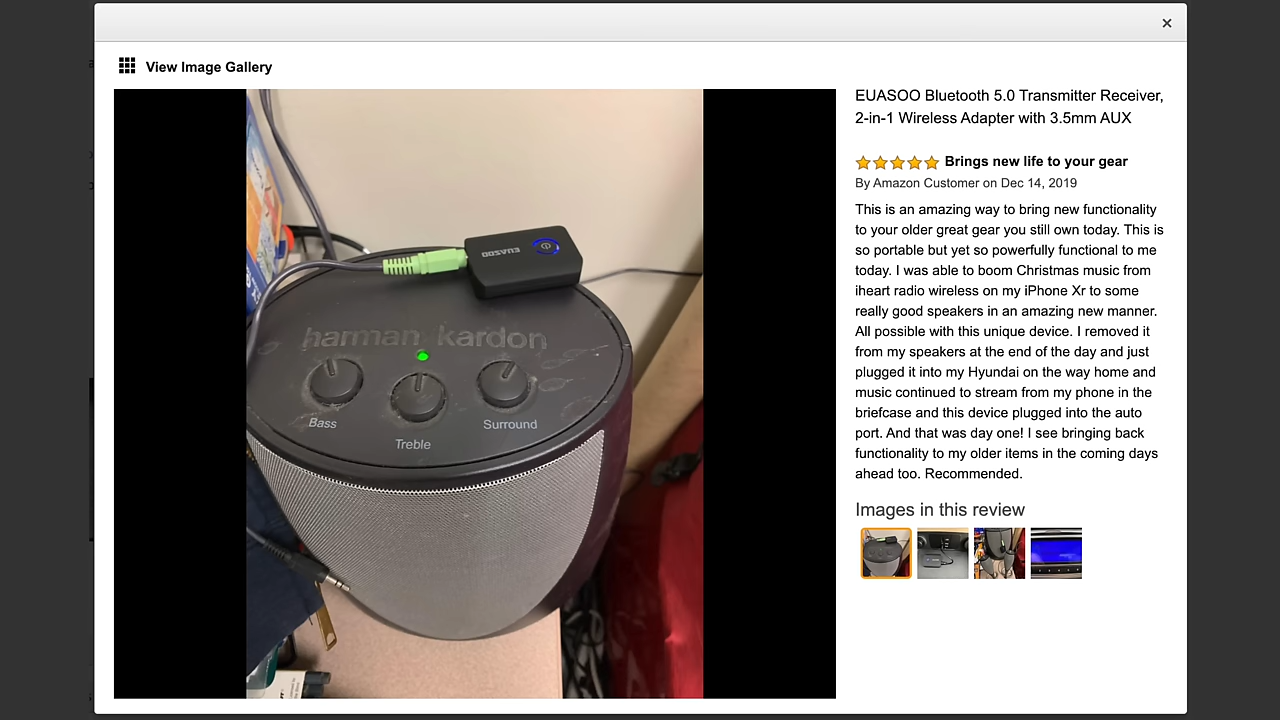 ×
View Image Gallery
EUASOO Bluetooth 5.0 Transmitter Receiver,
2-in-1 Wireless Adapter with 3.5mm AUX
Brings new life to your gear
By Amazon Customer on Dec 14, 2019
This is an amazing way to bring new functionality
to your older great gear you still own today. This is
so portable but yet so powerfully functional to me
today. I was able to boom Christmas music from
iheart radio wireless on my iPhone Xr to some
really good speakers in an amazing new manner.
All possible with this unique device. I removed it
from my speakers at the end of the day and just
plugged it into my Hyundai on the way home and
music continued to stream from my phone in the
briefcase and this device plugged into the auto
port. And that was day one! I see bringing back
functionality to my older items in the coming days
ahead too. Recommended.
Images in this review
EUASOO
harman kardon
Bass
Treble
Surround